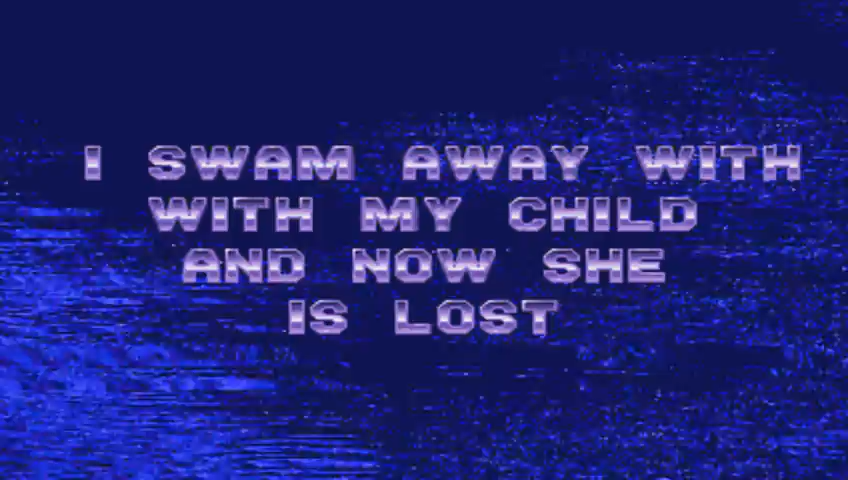 I SWAM AWAY WITH
WITH MY CHILD
AND NOW SHE
IS LOST